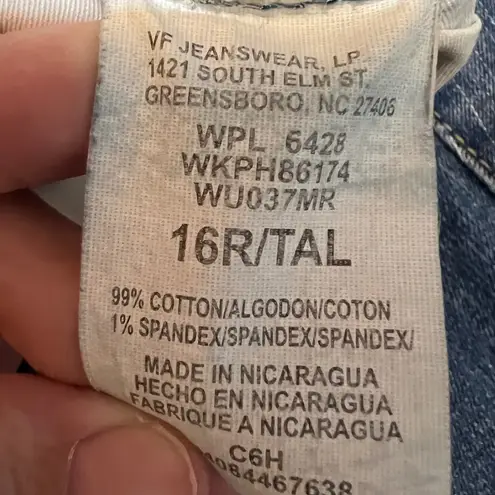 VF JEANSWEAR, LP.
1421 SOUTH ELM ST.
GREENSBORO, NC 27406
WPL 6428
WKPH86174
WU037MR
16R/TAL
99% COTTON/ALGODON/COTON
1% SPANDEX/SPANDEX/SPANDEX/
MADE IN NICARAGUA
HECHO EN NICARAGUA
FABRIQUE A NICARAGUA
C6H